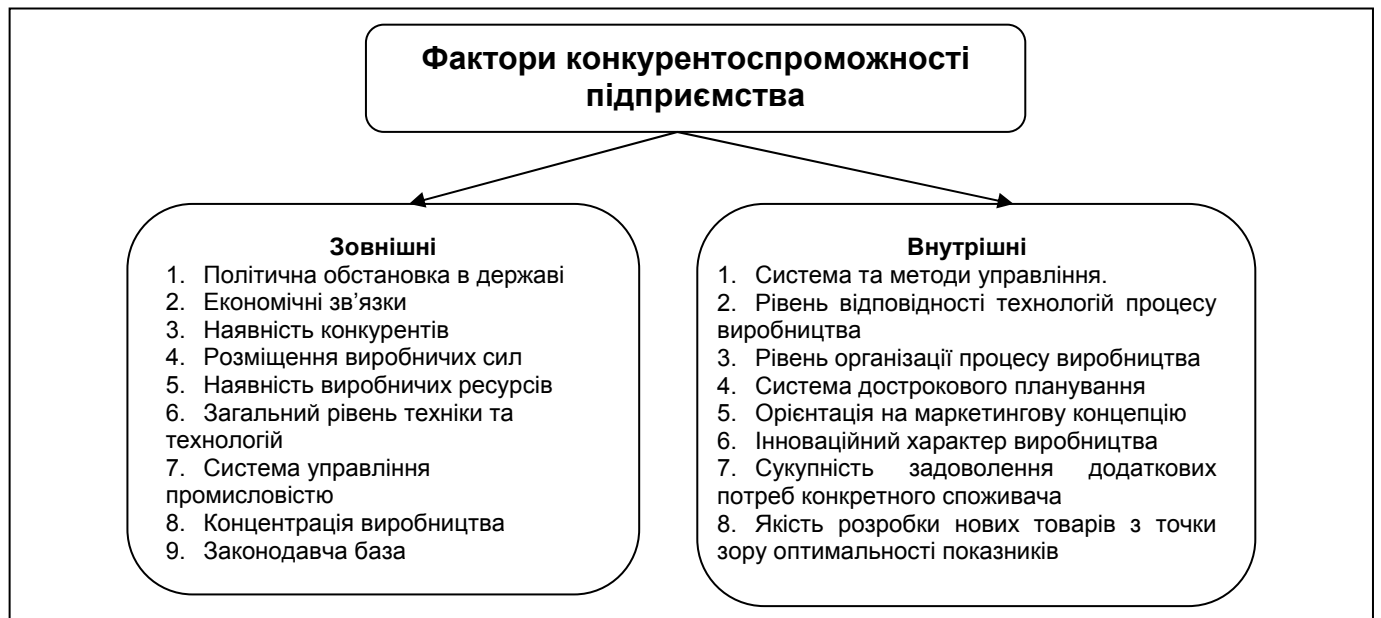 Фактори конкурентоспроможності
підприємства
Зовнішні
1. Політична обстановка в державі
2. Економічні зв’язки
3. Наявність конкурентів
4. Розміщення виробничих сил
5. Наявність виробничих ресурсів
6. Загальний рівень техніки та
технологій
7. Система управління
промисловістю
8. Концентрація виробництва
9. Законодавча база
Внутрішні
1. Система та методи управління.
2. Рівень відповідності технологій процесу
виробництва
3. Рівень організації процесу виробництва
4. Система дострокового планування
5. Орієнтація на маркетингову концепцію
6. Інноваційний характер виробництва
7. Сукупність задоволення додаткових
потреб конкретного споживача
8. Якість розробки нових товарів з точки
зору оптимальності показників